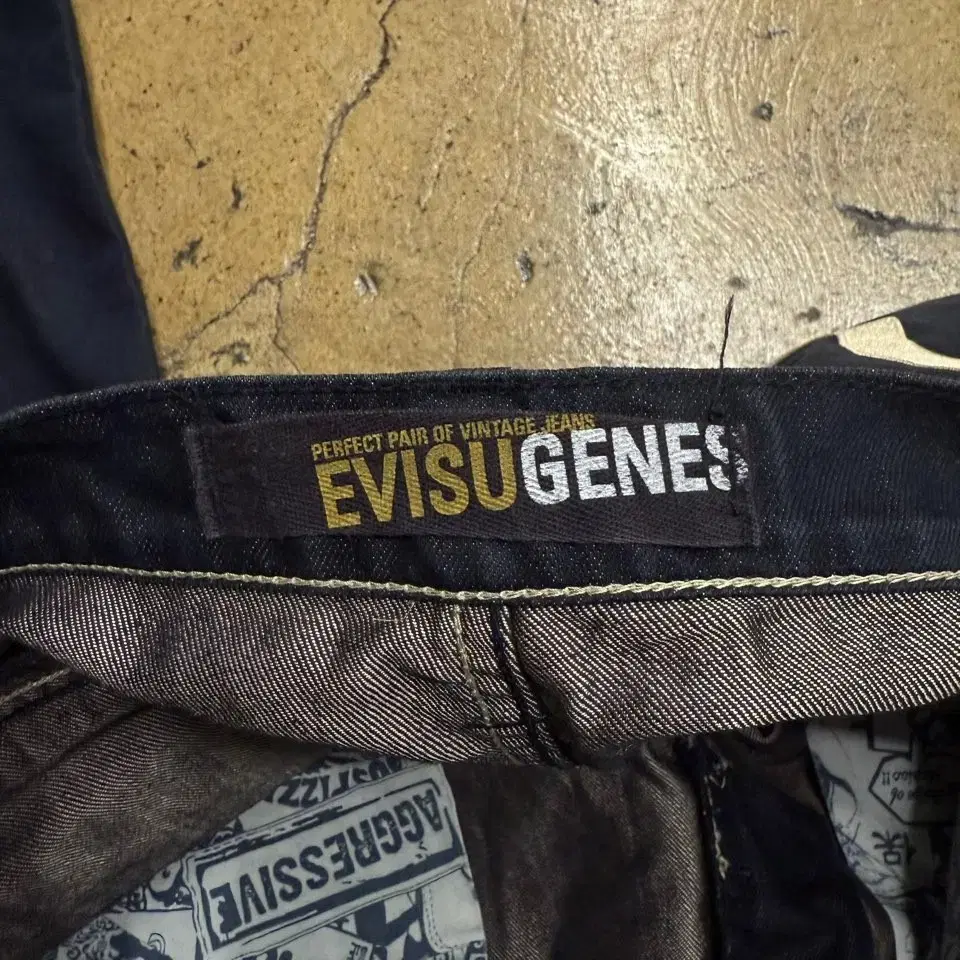 PERFECT PAIR OF VINTAGE JEANS
EVISUGENES
AGGRESSIVE